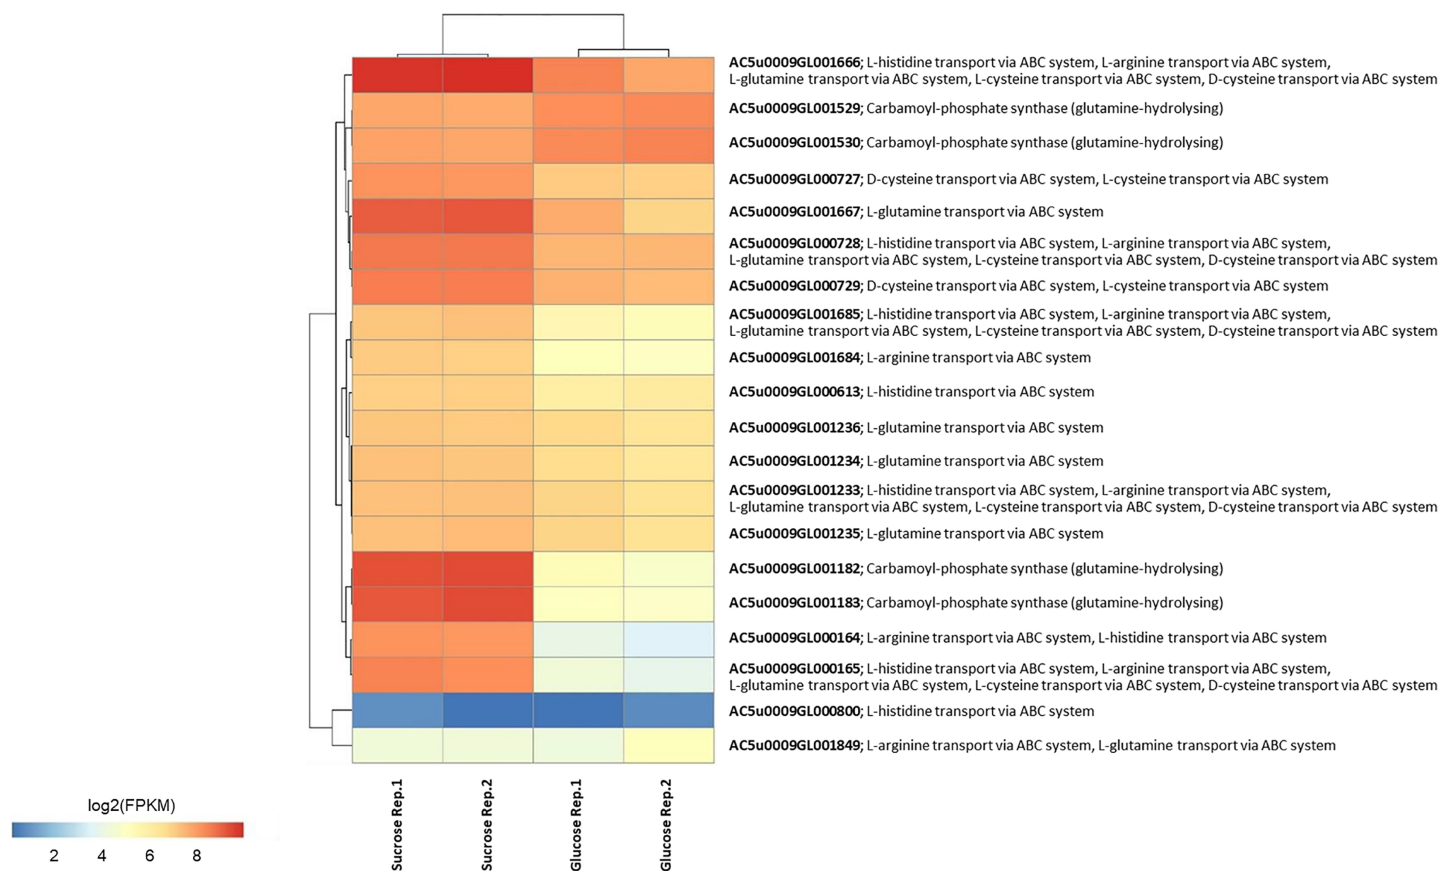 AC5u0009GL001666; L-histidine transport via ABC system, L-arginine transport via ABC system,
L-glutamine transport via ABC system, L-cysteine transport via ABC system, D-cysteine transport via ABC system
AC5u0009GL001529; Carbamoyl-phosphate synthase (glutamine-hydrolysing)
AC5u0009GL001530; Carbamoyl-phosphate synthase (glutamine-hydrolysing)
AC5u0009GL000727; D-cysteine transport via ABC system, L-cysteine transport via ABC system
AC5u0009GL001667; L-glutamine transport via ABC system
AC5u0009GL000728; L-histidine transport via ABC system, L-arginine transport via ABC system,
L-glutamine transport via ABC system, L-cysteine transport via ABC system, D-cysteine transport via ABC system
AC5u0009GL000729; D-cysteine transport via ABC system, L-cysteine transport via ABC system
AC5u0009GL001685; L-histidine transport via ABC system, L-arginine transport via ABC system,
L-glutamine transport via ABC system, L-cysteine transport via ABC system, D-cysteine transport via ABC system
AC5u0009GL001684; L-arginine transport via ABC system
AC5u0009GL000613; L-histidine transport via ABC system
AC5u0009GL001236; L-glutamine transport via ABC system
AC5u0009GL001234; L-glutamine transport via ABC system
AC5u0009GL001233; L-histidine transport via ABC system, L-arginine transport via ABC system,
L-glutamine transport via ABC system, L-cysteine transport via ABC system, D-cysteine transport via ABC system
AC5u0009GL001235; L-glutamine transport via ABC system
AC5u0009GL001182; Carbamoyl-phosphate synthase (glutamine-hydrolysing)
AC5u0009GL001183; Carbamoyl-phosphate synthase (glutamine-hydrolysing)
AC5u0009GL000164; L-arginine transport via ABC system, L-histidine transport via ABC system
AC5u0009GL000165; L-histidine transport via ABC system, L-arginine transport via ABC system,
L-glutamine transport via ABC system, L-cysteine transport via ABC system, D-cysteine transport via ABC system
AC5u0009GL000800; L-histidine transport via ABC system
AC5u0009GL001849; L-arginine transport via ABC system, L-glutamine transport via ABC system
Sucrose Rep.1
Sucrose Rep.2
Glucose Rep.1
Glucose Rep.2
log2(FPKM)
2 4 6 8